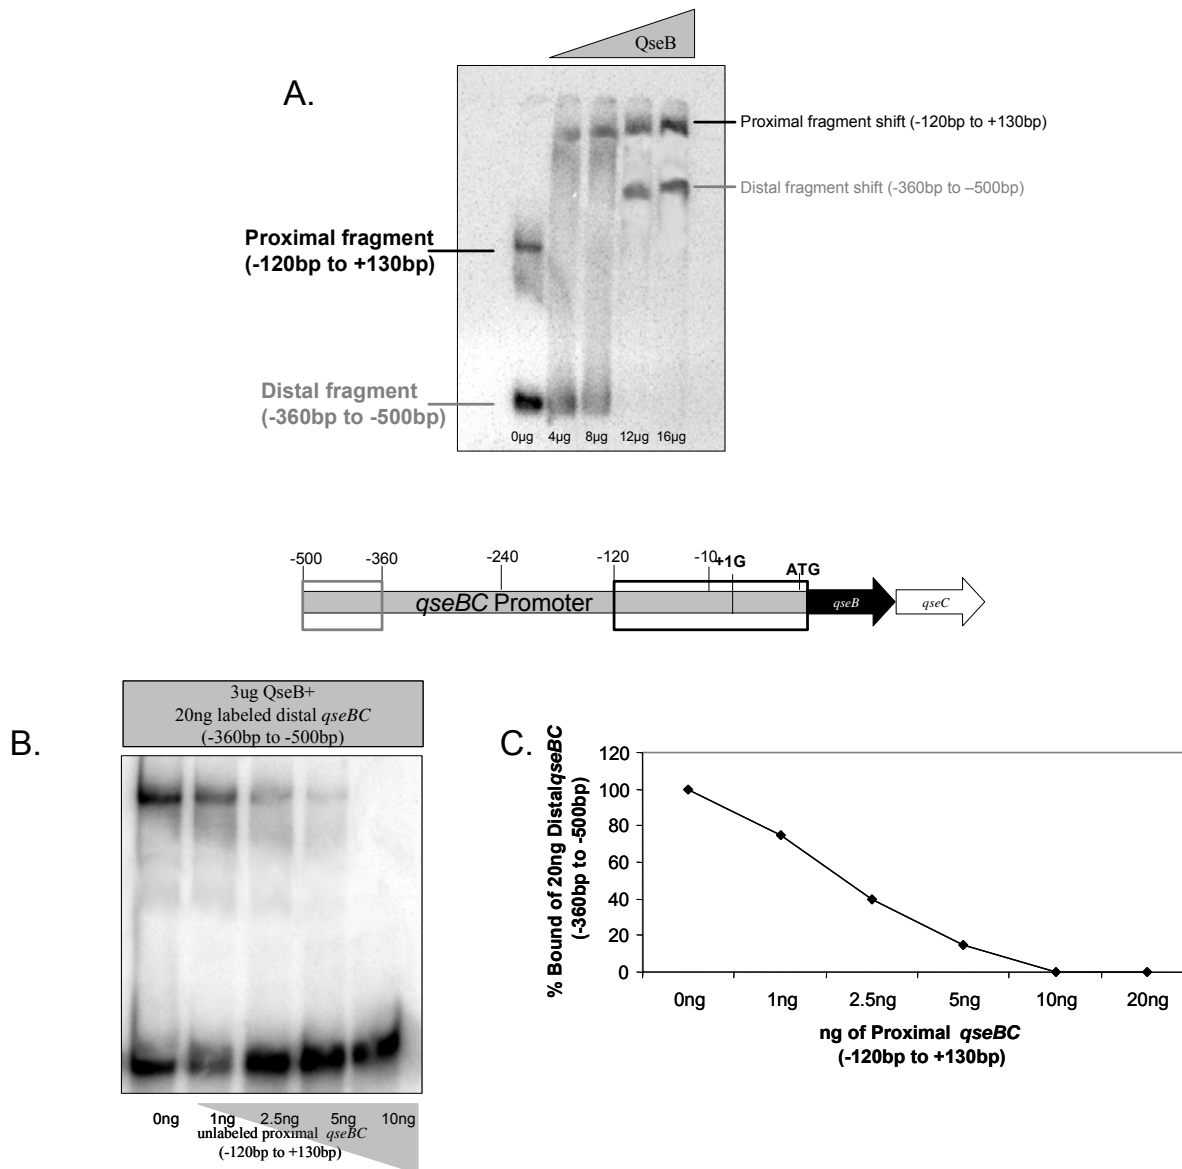 QseB
A.
Proximal fragment shift (-120bp to +130bp)
Distal fragment shift (-360bp to –500bp)
Proximal fragment
(-120bp to +130bp)
Distal fragment
(-360bp to -500bp)
0µg 4µg 8µg 12µg 16µg
-500 -360 -240 -120 -10 +1G ATG
qseBC Promoter qseB qseC
B.
3ug QseB+
20ng labeled distal qseBC
(-360bp to -500bp)
0ng 1ng 2.5ng 5ng 10ng
unlabeled proximal qseBC
(-120bp to +130bp)
C.
% Bound of 20ng DistalqseBC
(-360bp to -500bp)
120
100
80
60
40
20
0
0ng 1ng 2.5ng 5ng 10ng 20ng
ng of Proximal qseBC
(-120bp to +130bp)